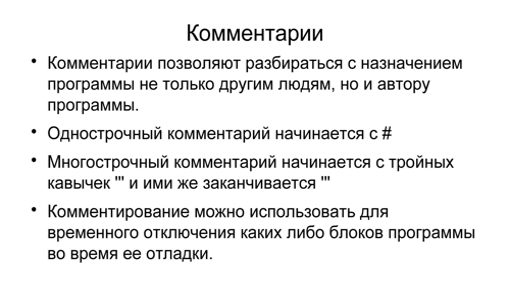 Комментарии
• Комментарии позволяют разбираться с назначением
программы не только другим людям, но и автору
программы.
• Однострочный комментарий начинается с #
• Многострочный комментарий начинается с тройных
кавычек ''' и ими же заканчивается '''
• Комментирование можно использовать для
временного отключения каких либо блоков программы
во время ее отладки.